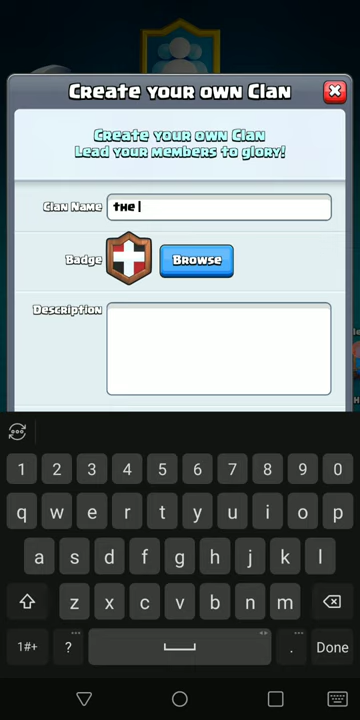 Create your own Clan
Create your own Clan
Lead your members to glory!
Clan Name
the
Badge
Browse
Description
1 2 3 4 5 6 7 8 9 0
q w e r t y u i o p
a s d f g h j k l
z x c v b n m
1#+ ? . Done